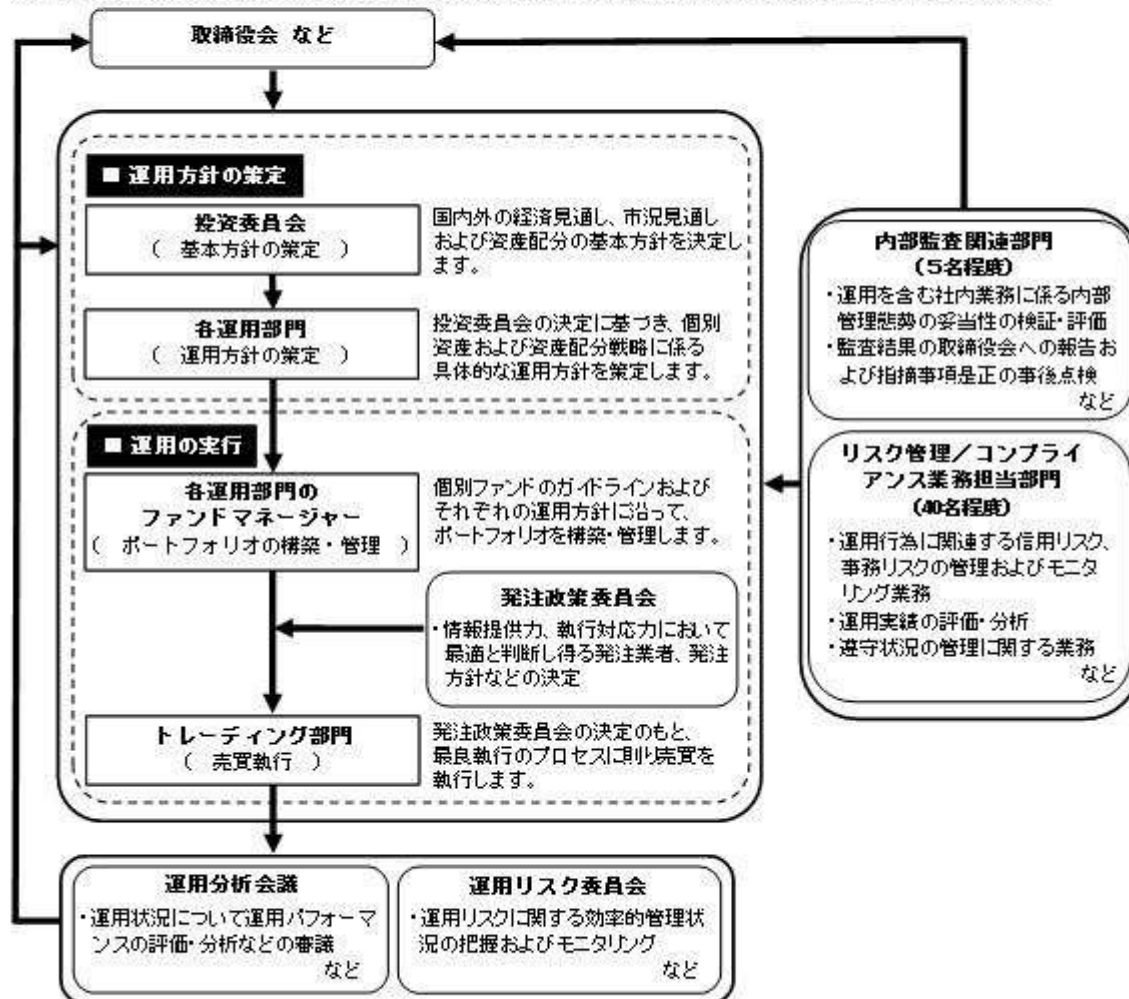 取締役会 など
■ 運用方針の策定
投資委員会
( 基本方針の策定 )
国内外の経済見通し、市況見通し
および資産配分の基本方針を決定し
ます。
各運用部門
( 運用方針の策定 )
投資委員会の決定に基づき、個別
資産および資産配分戦略に係る
具体的な運用方針を策定します。
■ 運用の実行
各運用部門の
ファンドマネージャー
( ポートフォリオの構築・管理 )
個別ファンドのガイドラインおよび
それぞれの運用方針に沿って、
ポートフォリオを構築・管理します。
発注政策委員会
・情報提供力、執行対応力において
最適と判断し得る発注業者、発注
方針などの決定
トレーディング部門
( 売買執行 )
発注政策委員会の決定のもと、
最良執行のプロセスに則り売買を
執行します。
内部監査関連部門
(5名程度)
・運用を含む社内業務に係る内部
管理態勢の妥当性の検証・評価
・監査結果の取締役会への報告お
よび指摘事項是正の事後点検
など
リスク管理/コンプライ
アンス業務担当部門
(40名程度)
・運用行為に関連する信用リスク、
事務リスクの管理およびモニタ
リング業務
・運用実績の評価・分析
・遵守状況の管理に関する業務
など
運用分析会議
・運用状況について運用パフォーマ
ンスの評価・分析などの審議
など
運用リスク委員会
・運用リスクに関する効率的管理状
況の把握およびモニタリング
など